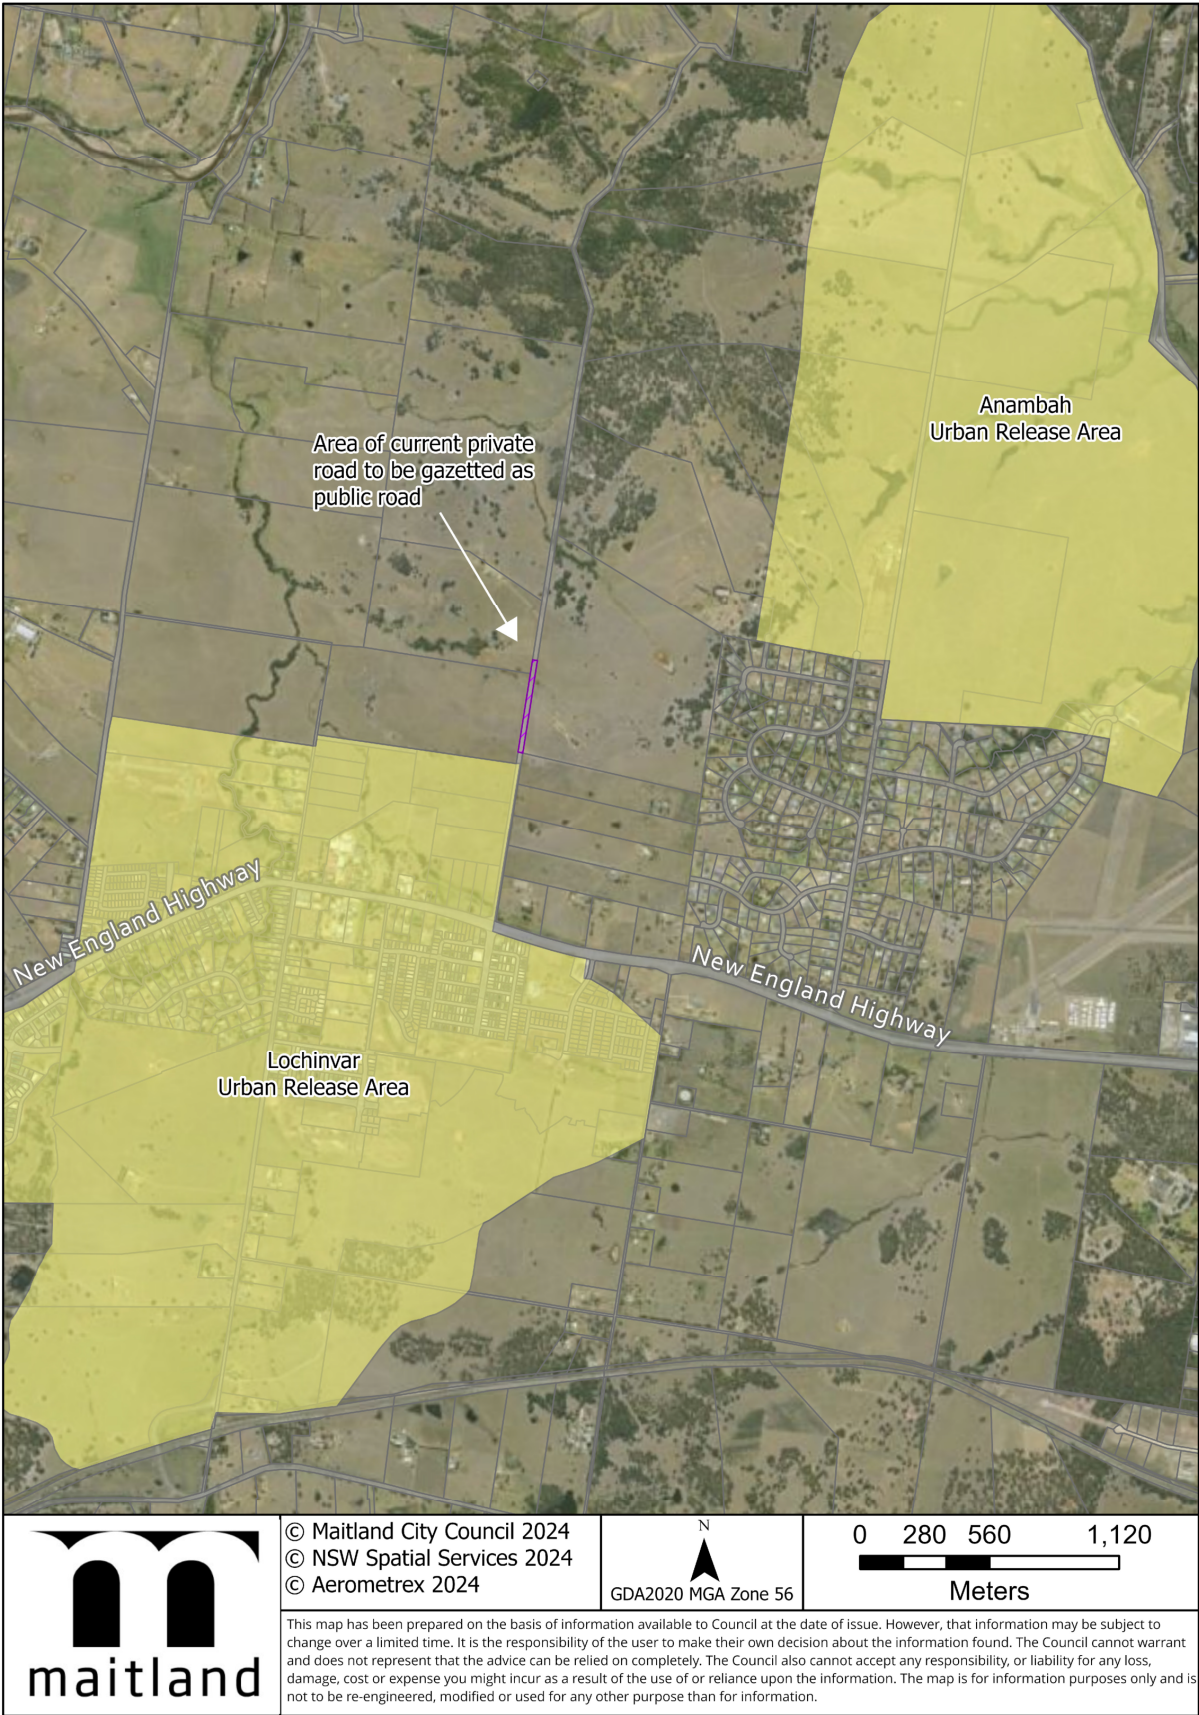 Anambah
Urban Release Area
Area of current private
road to be gazetted as
public road
New England Highway
New England Highway
Lochinvar
Urban Release Area
maitland
© Maitland City Council 2024
© NSW Spatial Services 2024
© Aerometrex 2024
N
GDA2020 MGA Zone 56
0 280 560 1,120
Meters
This map has been prepared on the basis of information available to Council at the date of issue. However, that information may be subject to
change over a limited time. It is the responsibility of the user to make their own decision about the information found. The Council cannot warrant
and does not represent that the advice can be relied on completely. The Council also cannot accept any responsibility, or liability for any loss,
damage, cost or expense you might incur as a result of the use of or reliance upon the information. The map is for information purposes only and is
not to be re-engineered, modified or used for any other purpose than for information.